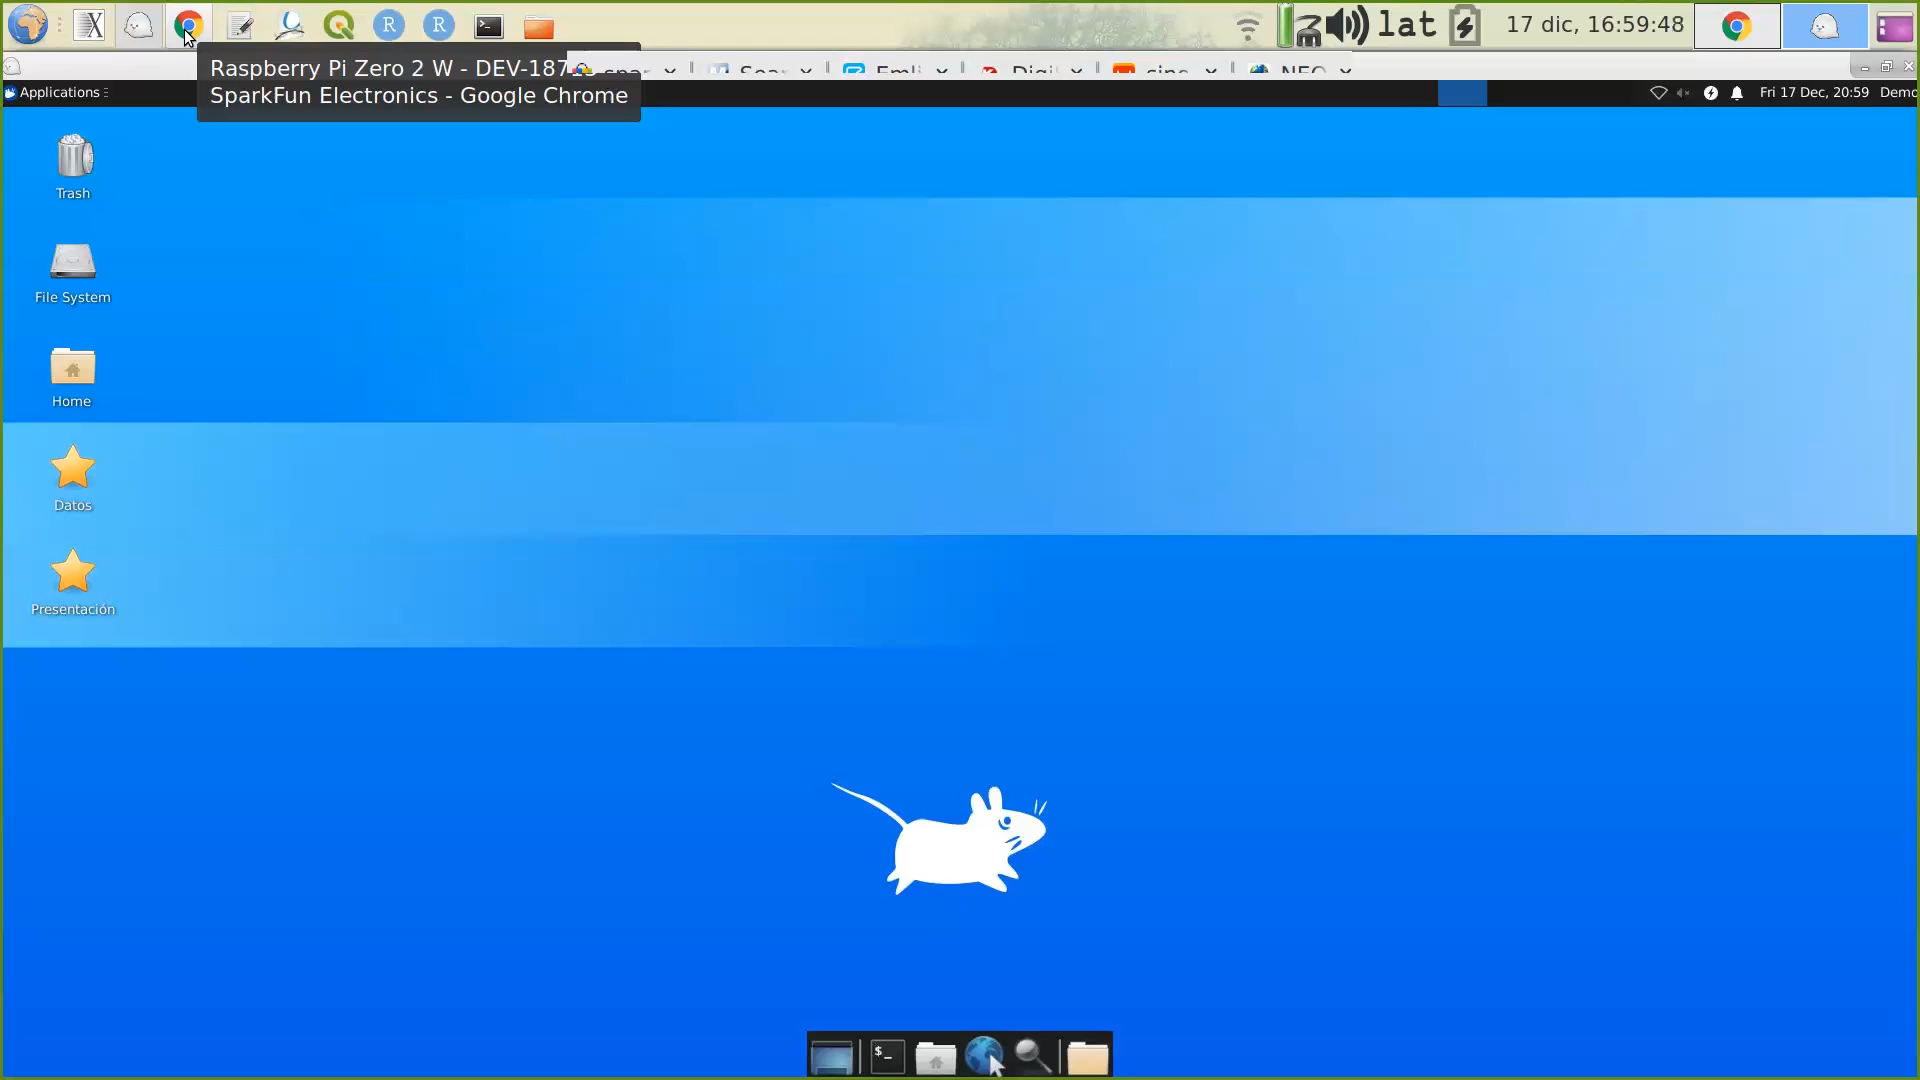 lat
17 dic, 16:59:48
Raspberry Pi Zero 2 W - DEV-187
SparkFun Electronics - Google Chrome
Applications
Fri 17 Dec, 20:59
Demo
Trash
File System
Home
Datos
Presentación